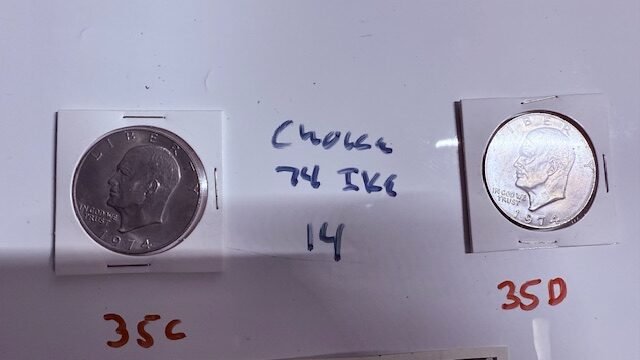 LIBERTY
IN GOD WE
TRUST
1974
35C
Choice
74 IKE
14
LIBERTY
IN GOD WE
TRUST
1974
35D